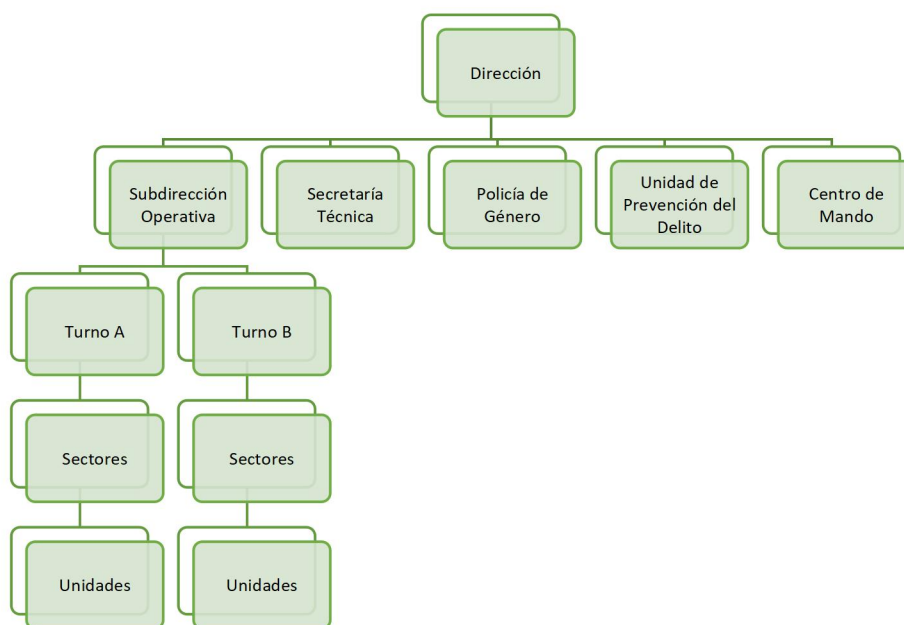 Dirección
Subdirección
Operativa
Secretaría
Técnica
Policía de
Género
Unidad de
Prevención del
Delito
Centro de
Mando
Turno A
Turno B
Sectores
Sectores
Unidades
Unidades